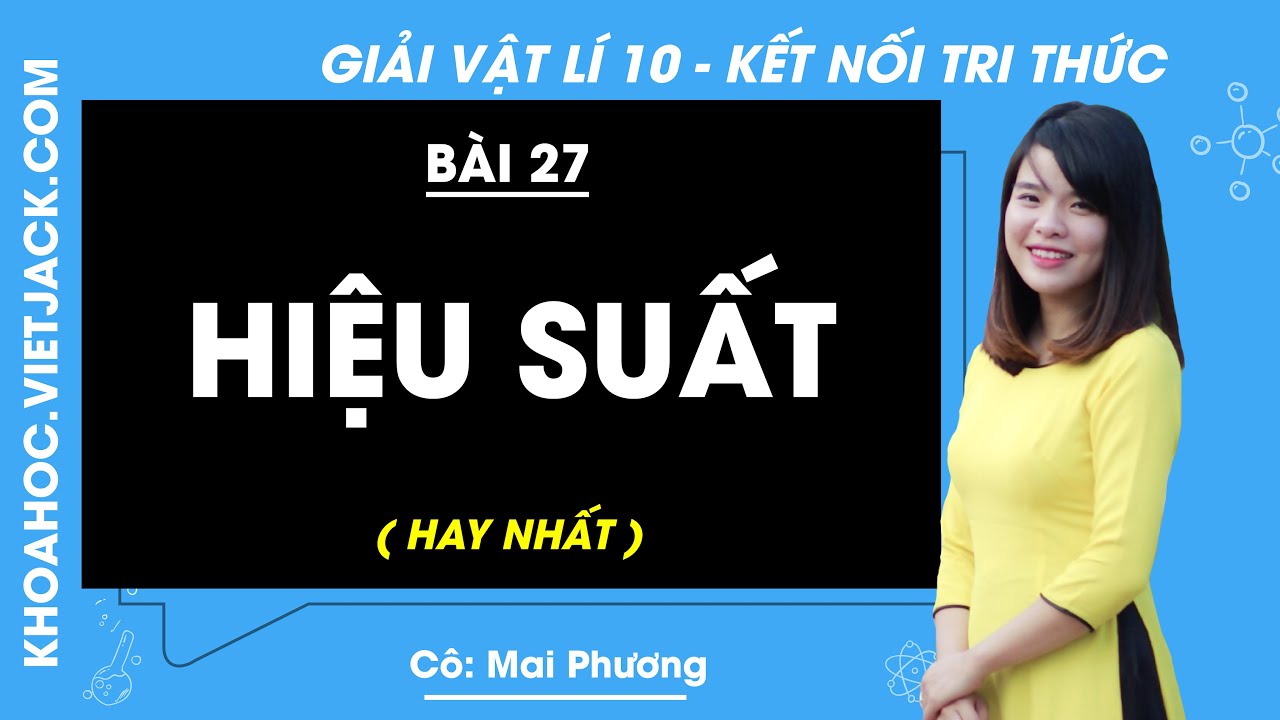 GIẢI VẬT LÍ 10 - KẾT NỐI TRI THỨC
KHOAHOC.VIETJACK.COM
BÀI 27
HIỆU SUẤT
( HAY NHẤT )
Cô: Mai Phương